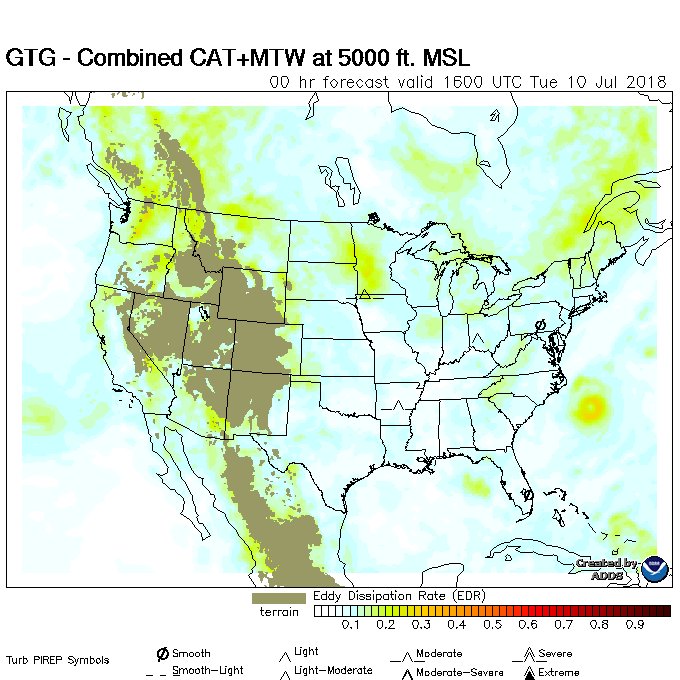 GTG - Combined CAT+MTW at 5000 ft. MSL
00 hr forecast valid 1600 UTC Tue 10 Jul 2018
Created by
ADDS
Eddy Dissipation Rate (EDR)
terrain
0.1 0.2 0.3 0.4 0.5 0.6 0.7 0.8 0.9
Turb PIREP Symbols
Smooth Light Moderate Severe
Smooth-Light Light-Moderate Moderate-Severe Extreme